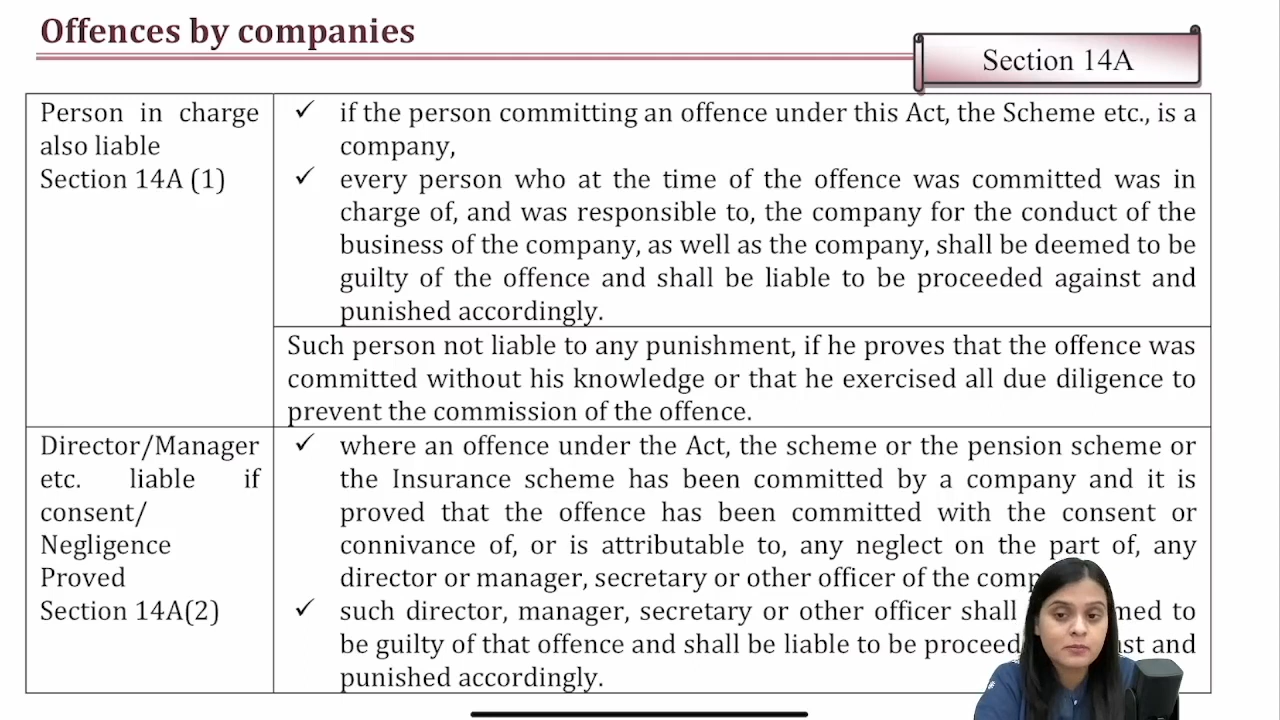 Offences by companies
Section 14A
Person in charge
also liable
Section 14A (1)
✓ if the person committing an offence under this Act, the Scheme etc., is a
company,
✓ every person who at the time of the offence was committed was in
charge of, and was responsible to, the company for the conduct of the
business of the company, as well as the company, shall be deemed to be
guilty of the offence and shall be liable to be proceeded against and
punished accordingly.
Such person not liable to any punishment, if he proves that the offence was
committed without his knowledge or that he exercised all due diligence to
prevent the commission of the offence.
Director/Manager
etc. liable if
consent/
Negligence
Proved
Section 14A(2)
✓ where an offence under the Act, the scheme or the pension scheme or
the Insurance scheme has been committed by a company and it is
proved that the offence has been committed with the consent or
connivance of, or is attributable to, any neglect on the part of, any
director or manager, secretary or other officer of the
✓ such director, manager, secretary or other officer shall to
be guilty of that offence and shall be liable to be and
punished accordingly.